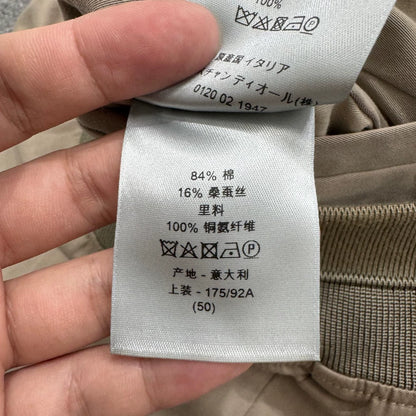 100%
原産国 イタリア
チャン ディオール(株)
0120 02 1947
84% 棉
16% 桑蚕丝
里料
100% 铜氨纤维
P
产地 - 意大利
上装 - 175/92A
(50)